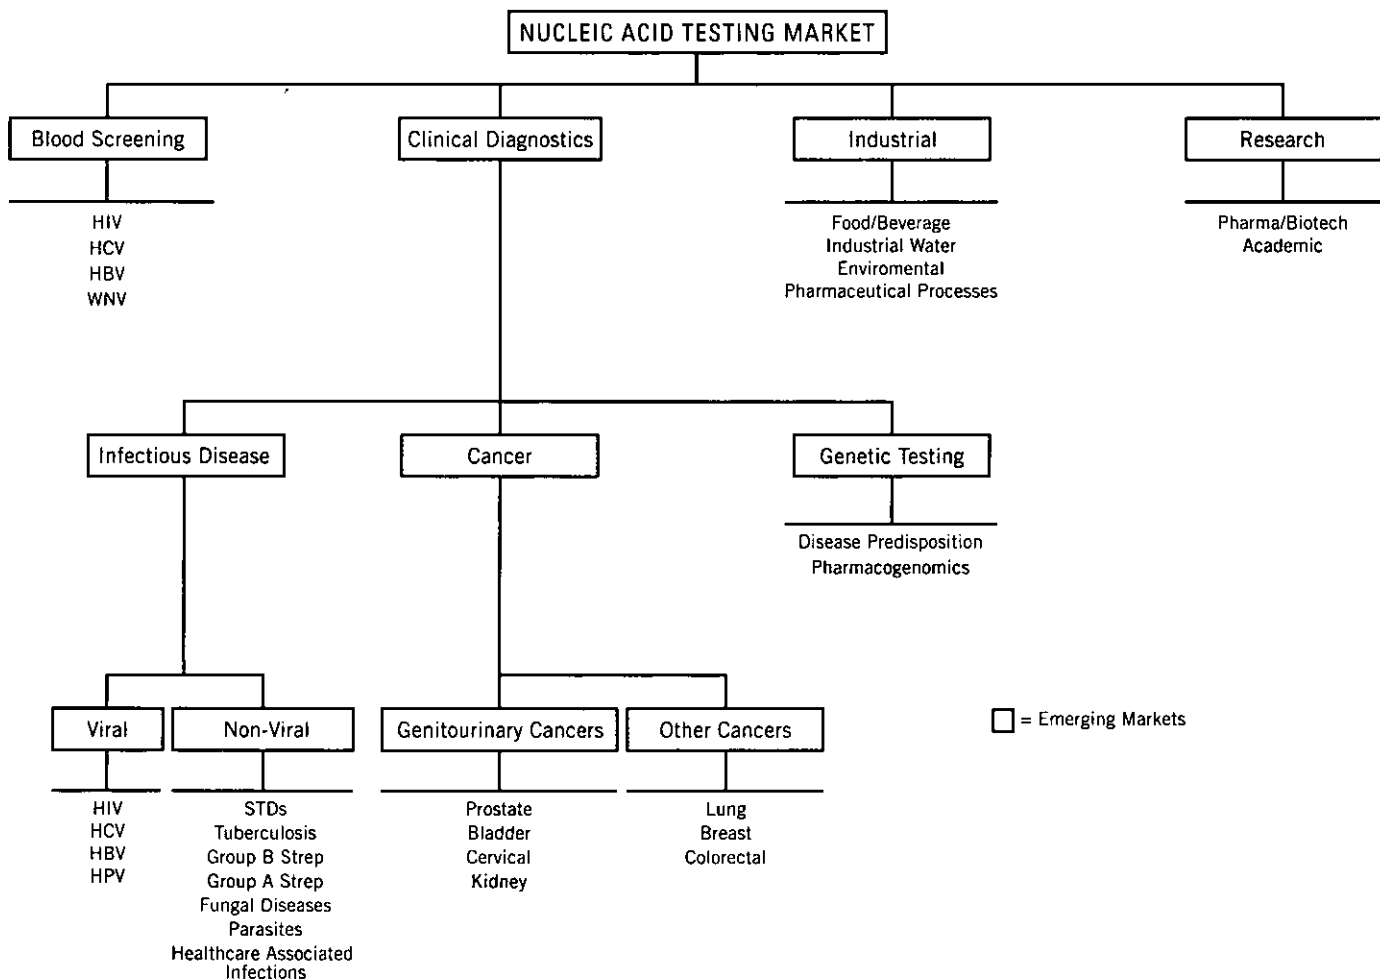 NUCLEIC ACID TESTING MARKET
Blood Screening
Clinical Diagnostics
Industrial
Research
HIV
HCV
HBV
WNV
Food/Beverage
Industrial Water
Enviromental
Pharmaceutical Processes
Pharma/Biotech
Academic
Infectious Disease
Cancer
Genetic Testing
Disease Predisposition
Pharmacogenomics
Viral
Non-Viral
Genitourinary Cancers
Other Cancers
= Emerging Markets
HIV
HCV
HBV
HPV
STDs
Tuberculosis
Group B Strep
Group A Strep
Fungal Diseases
Parasites
Healthcare Associated
Infections
Prostate
Bladder
Cervical
Kidney
Lung
Breast
Colorectal